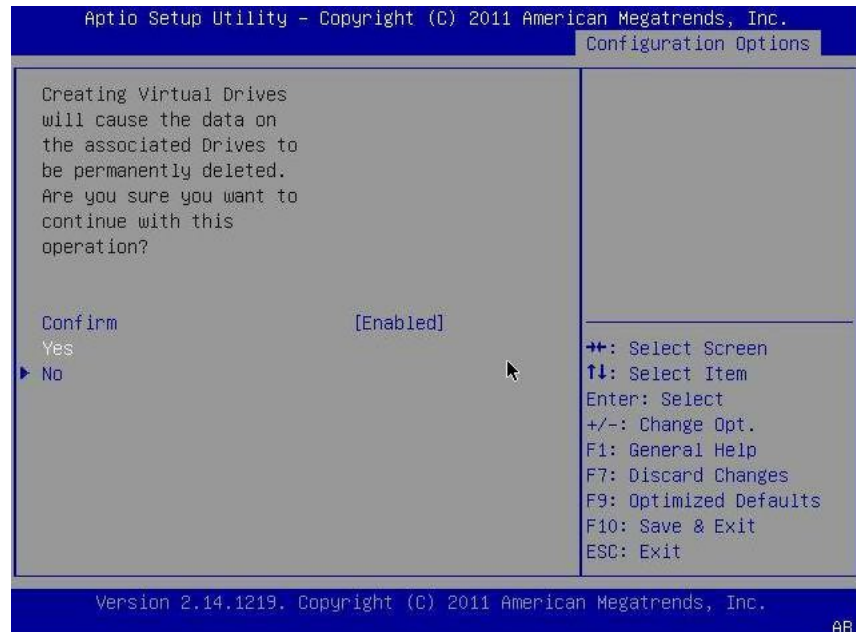 Aptio Setup Utility – Copyright (C) 2011 American Megatrends, Inc.
Configuration Options
Creating Virtual Drives
will cause the data on
the associated Drives to
be permanently deleted.
Are you sure you want to
continue with this
operation?
Confirm [Enabled]
Yes
No
→←: Select Screen
↑↓: Select Item
Enter: Select
+/-: Change Opt.
F1: General Help
F7: Discard Changes
F9: Optimized Defaults
F10: Save & Exit
ESC: Exit
Version 2.14.1219. Copyright (C) 2011 American Megatrends, Inc.
AB